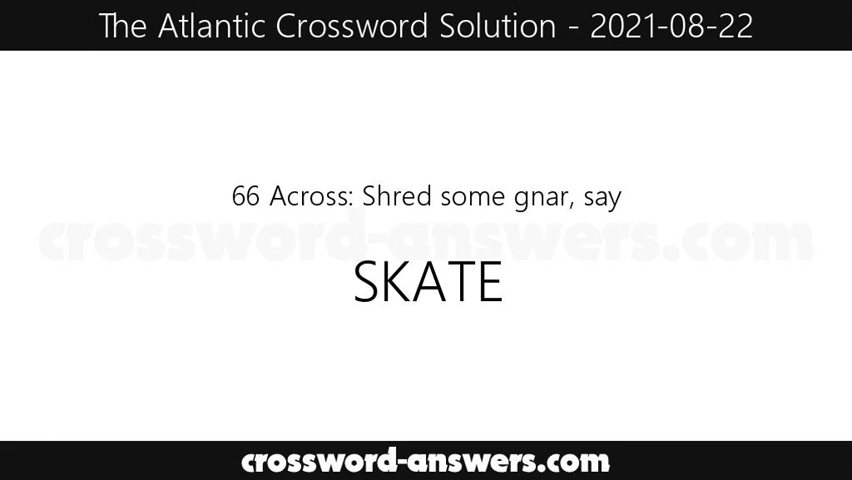 The Atlantic Crossword Solution - 2021-08-22
66 Across: Shred some gnar, say
crossword-answers.com
SKATE
crossword-answers.com